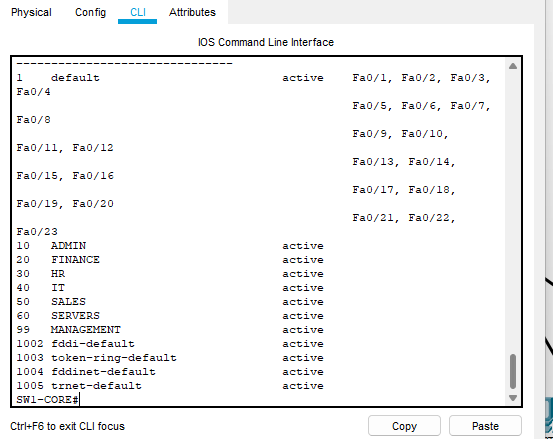 Physical Config CLI Attributes
IOS Command Line Interface
-------------------------------
1    default                          active    Fa0/1, Fa0/2, Fa0/3,
Fa0/4
                                                Fa0/5, Fa0/6, Fa0/7,
Fa0/8
                                                Fa0/9, Fa0/10,
Fa0/11, Fa0/12
                                                Fa0/13, Fa0/14,
Fa0/15, Fa0/16
                                                Fa0/17, Fa0/18,
Fa0/19, Fa0/20
                                                Fa0/21, Fa0/22,
Fa0/23
10   ADMIN                            active
20   FINANCE                          active
30   HR                               active
40   IT                               active
50   SALES                            active
60   SERVERS                          active
99   MANAGEMENT                       active
1002 fddi-default                     active
1003 token-ring-default               active
1004 fddinet-default                  active
1005 trnet-default                    active
SW1-CORE#
Ctrl+F6 to exit CLI focus
Copy Paste